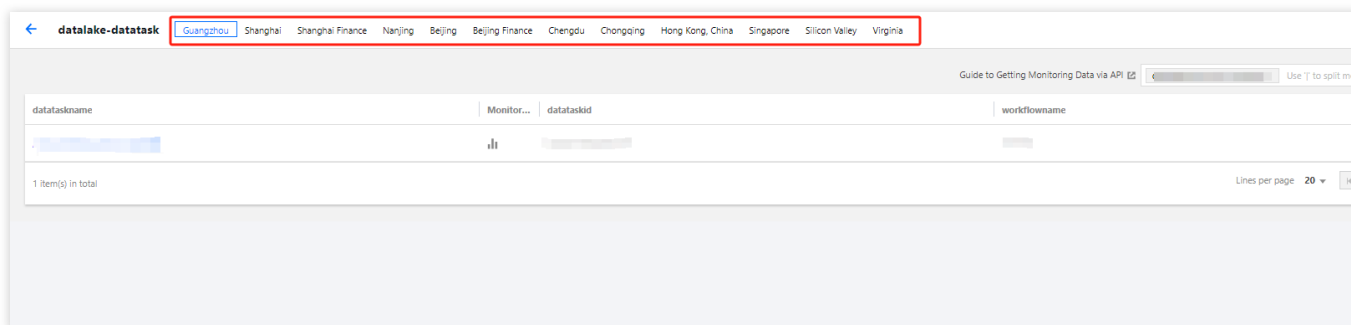 datalake-datatask Guangzhou Shanghai Shanghai Finance Nanjing Beijing Beijing Finance Chengdu Chongqing Hong Kong, China Singapore Silicon Valley Virginia
Guide to Getting Monitoring Data via API Use '|' to split
datataskname Monitor... datataskid workflowname
1 item(s) in total Lines per page 20